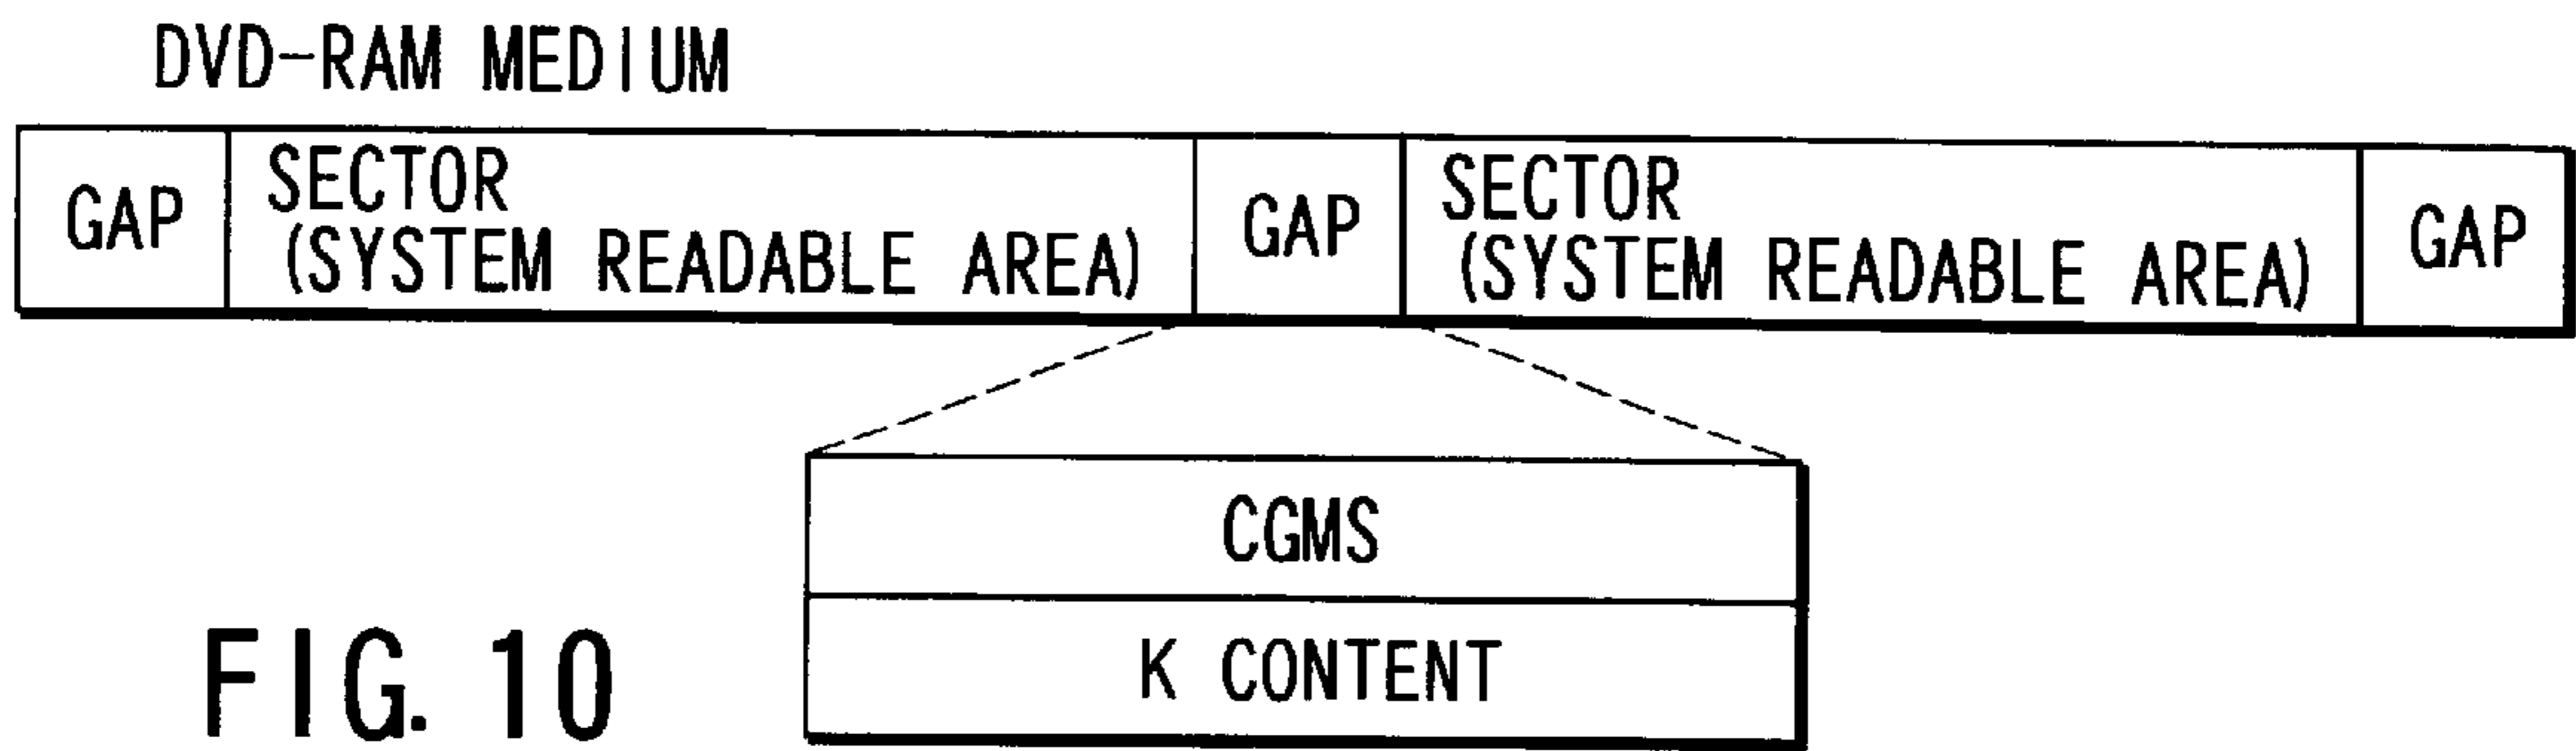 DVD-RAM MEDIUM
GAP
SECTOR
(SYSTEM READABLE AREA)
GAP
SECTOR
(SYSTEM READABLE AREA)
GAP
CGMS
K CONTENT
FIG. 10